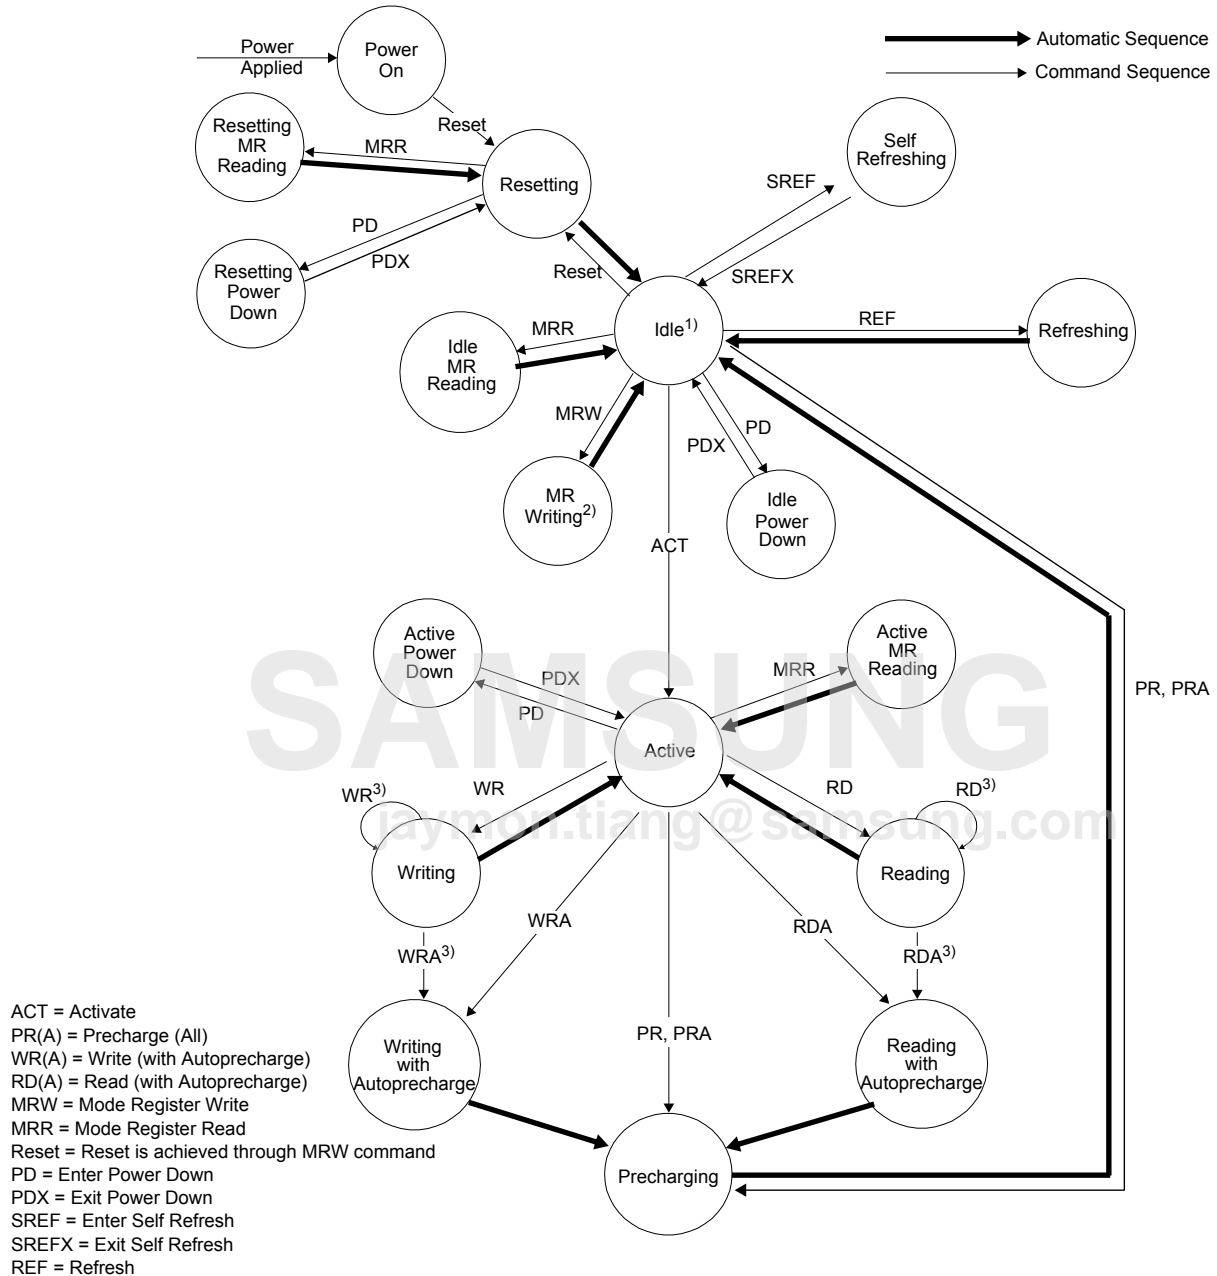 Power
Applied
Power
On
Automatic Sequence
Command Sequence
Reset
Resetting
MR
Reading
MRR
Resetting
Self
Refreshing
SREF
PD
PDX
Resetting
Power
Down
Reset
SREFX
Idle1)
REF
Refreshing
MRR
Idle
MR
Reading
MRW
PD
PDX
MR
Writing2)
Idle
Power
Down
ACT
Active
Power
Down
Active
MR
Reading
MRR
PDX
PD
PR, PRA
SAMSUNG
Active
WR
RD
WR3)
RD3)
jaymon.tiang@samsung.com
Writing
Reading
WRA
RDA
WRA3)
RDA3)
PR, PRA
Writing
with
Autoprecharge
Reading
with
Autoprecharge
Precharging
ACT = Activate
PR(A) = Precharge (All)
WR(A) = Write (with Autoprecharge)
RD(A) = Read (with Autoprecharge)
MRW = Mode Register Write
MRR = Mode Register Read
Reset = Reset is achieved through MRW command
PD = Enter Power Down
PDX = Exit Power Down
SREF = Enter Self Refresh
SREFX = Exit Self Refresh
REF = Refresh